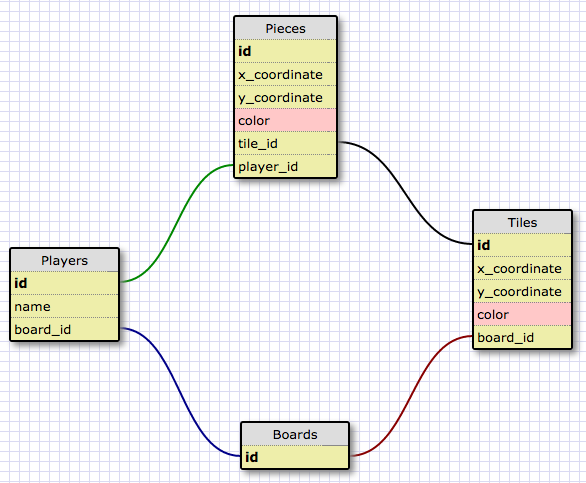 Pieces
id
x_coordinate
y_coordinate
color
tile_id
player_id
Players
id
name
board_id
Tiles
id
x_coordinate
y_coordinate
color
board_id
Boards
id